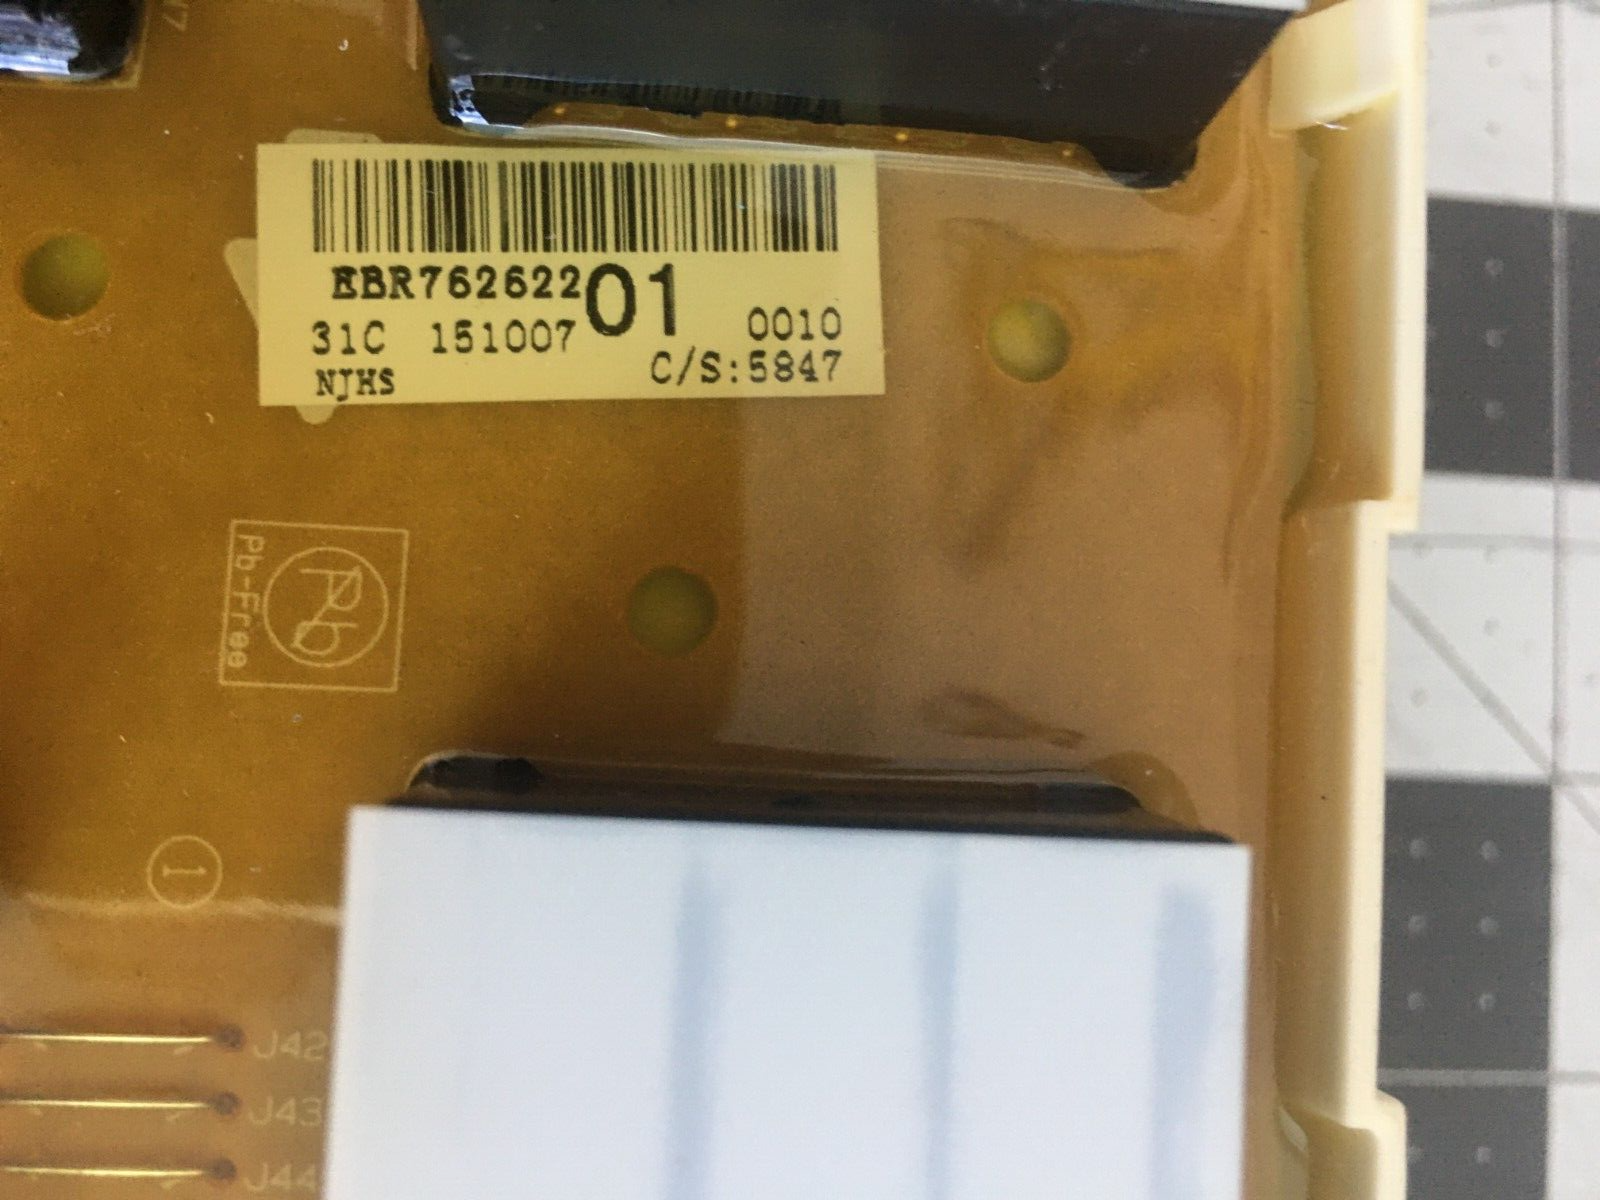 EBR76262201
31C 151007 0010
NJHS C/S:5847
Pb-Free
Pb
1
J42
J43
J44